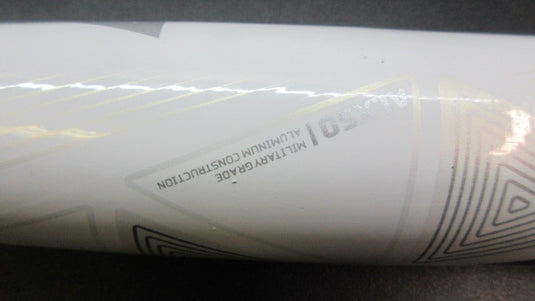 ALX50
MILITARY GRADE
ALUMINUM CONSTRUCTION